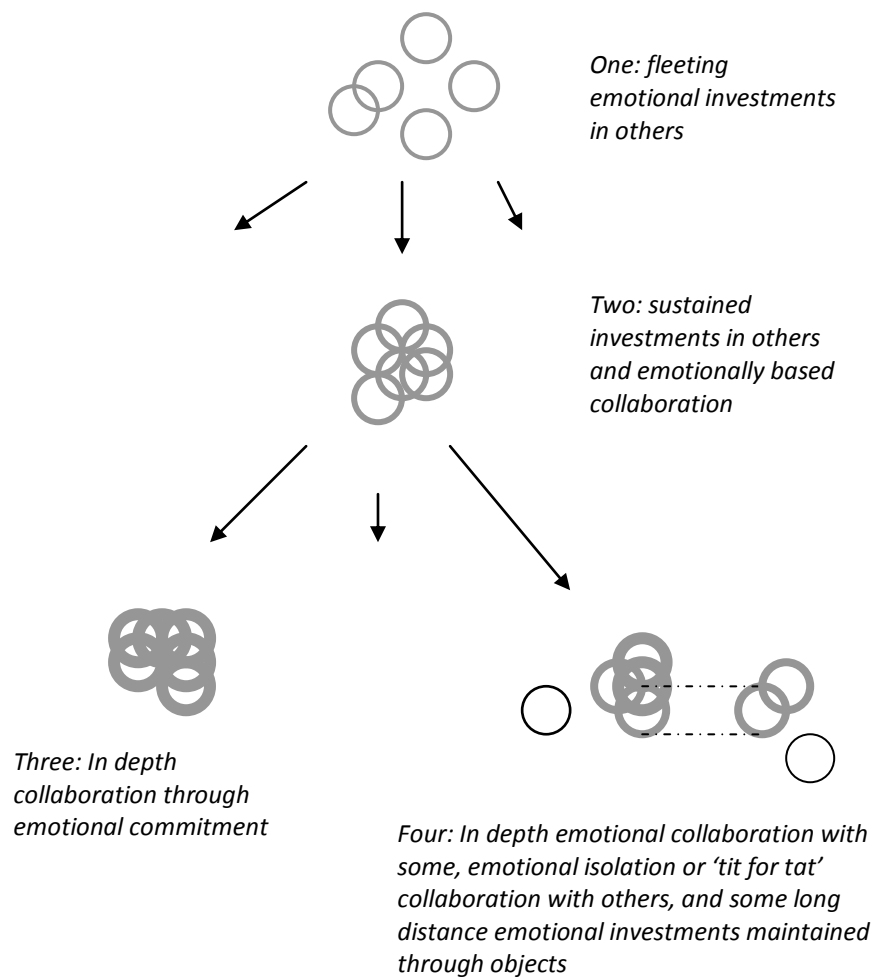 One: fleeting
emotional investments
in others
Two: sustained
investments in others
and emotionally based
collaboration
Three: In depth
collaboration through
emotional commitment
Four: In depth emotional collaboration with
some, emotional isolation or ‘tit for tat’
collaboration with others, and some long
distance emotional investments maintained
through objects